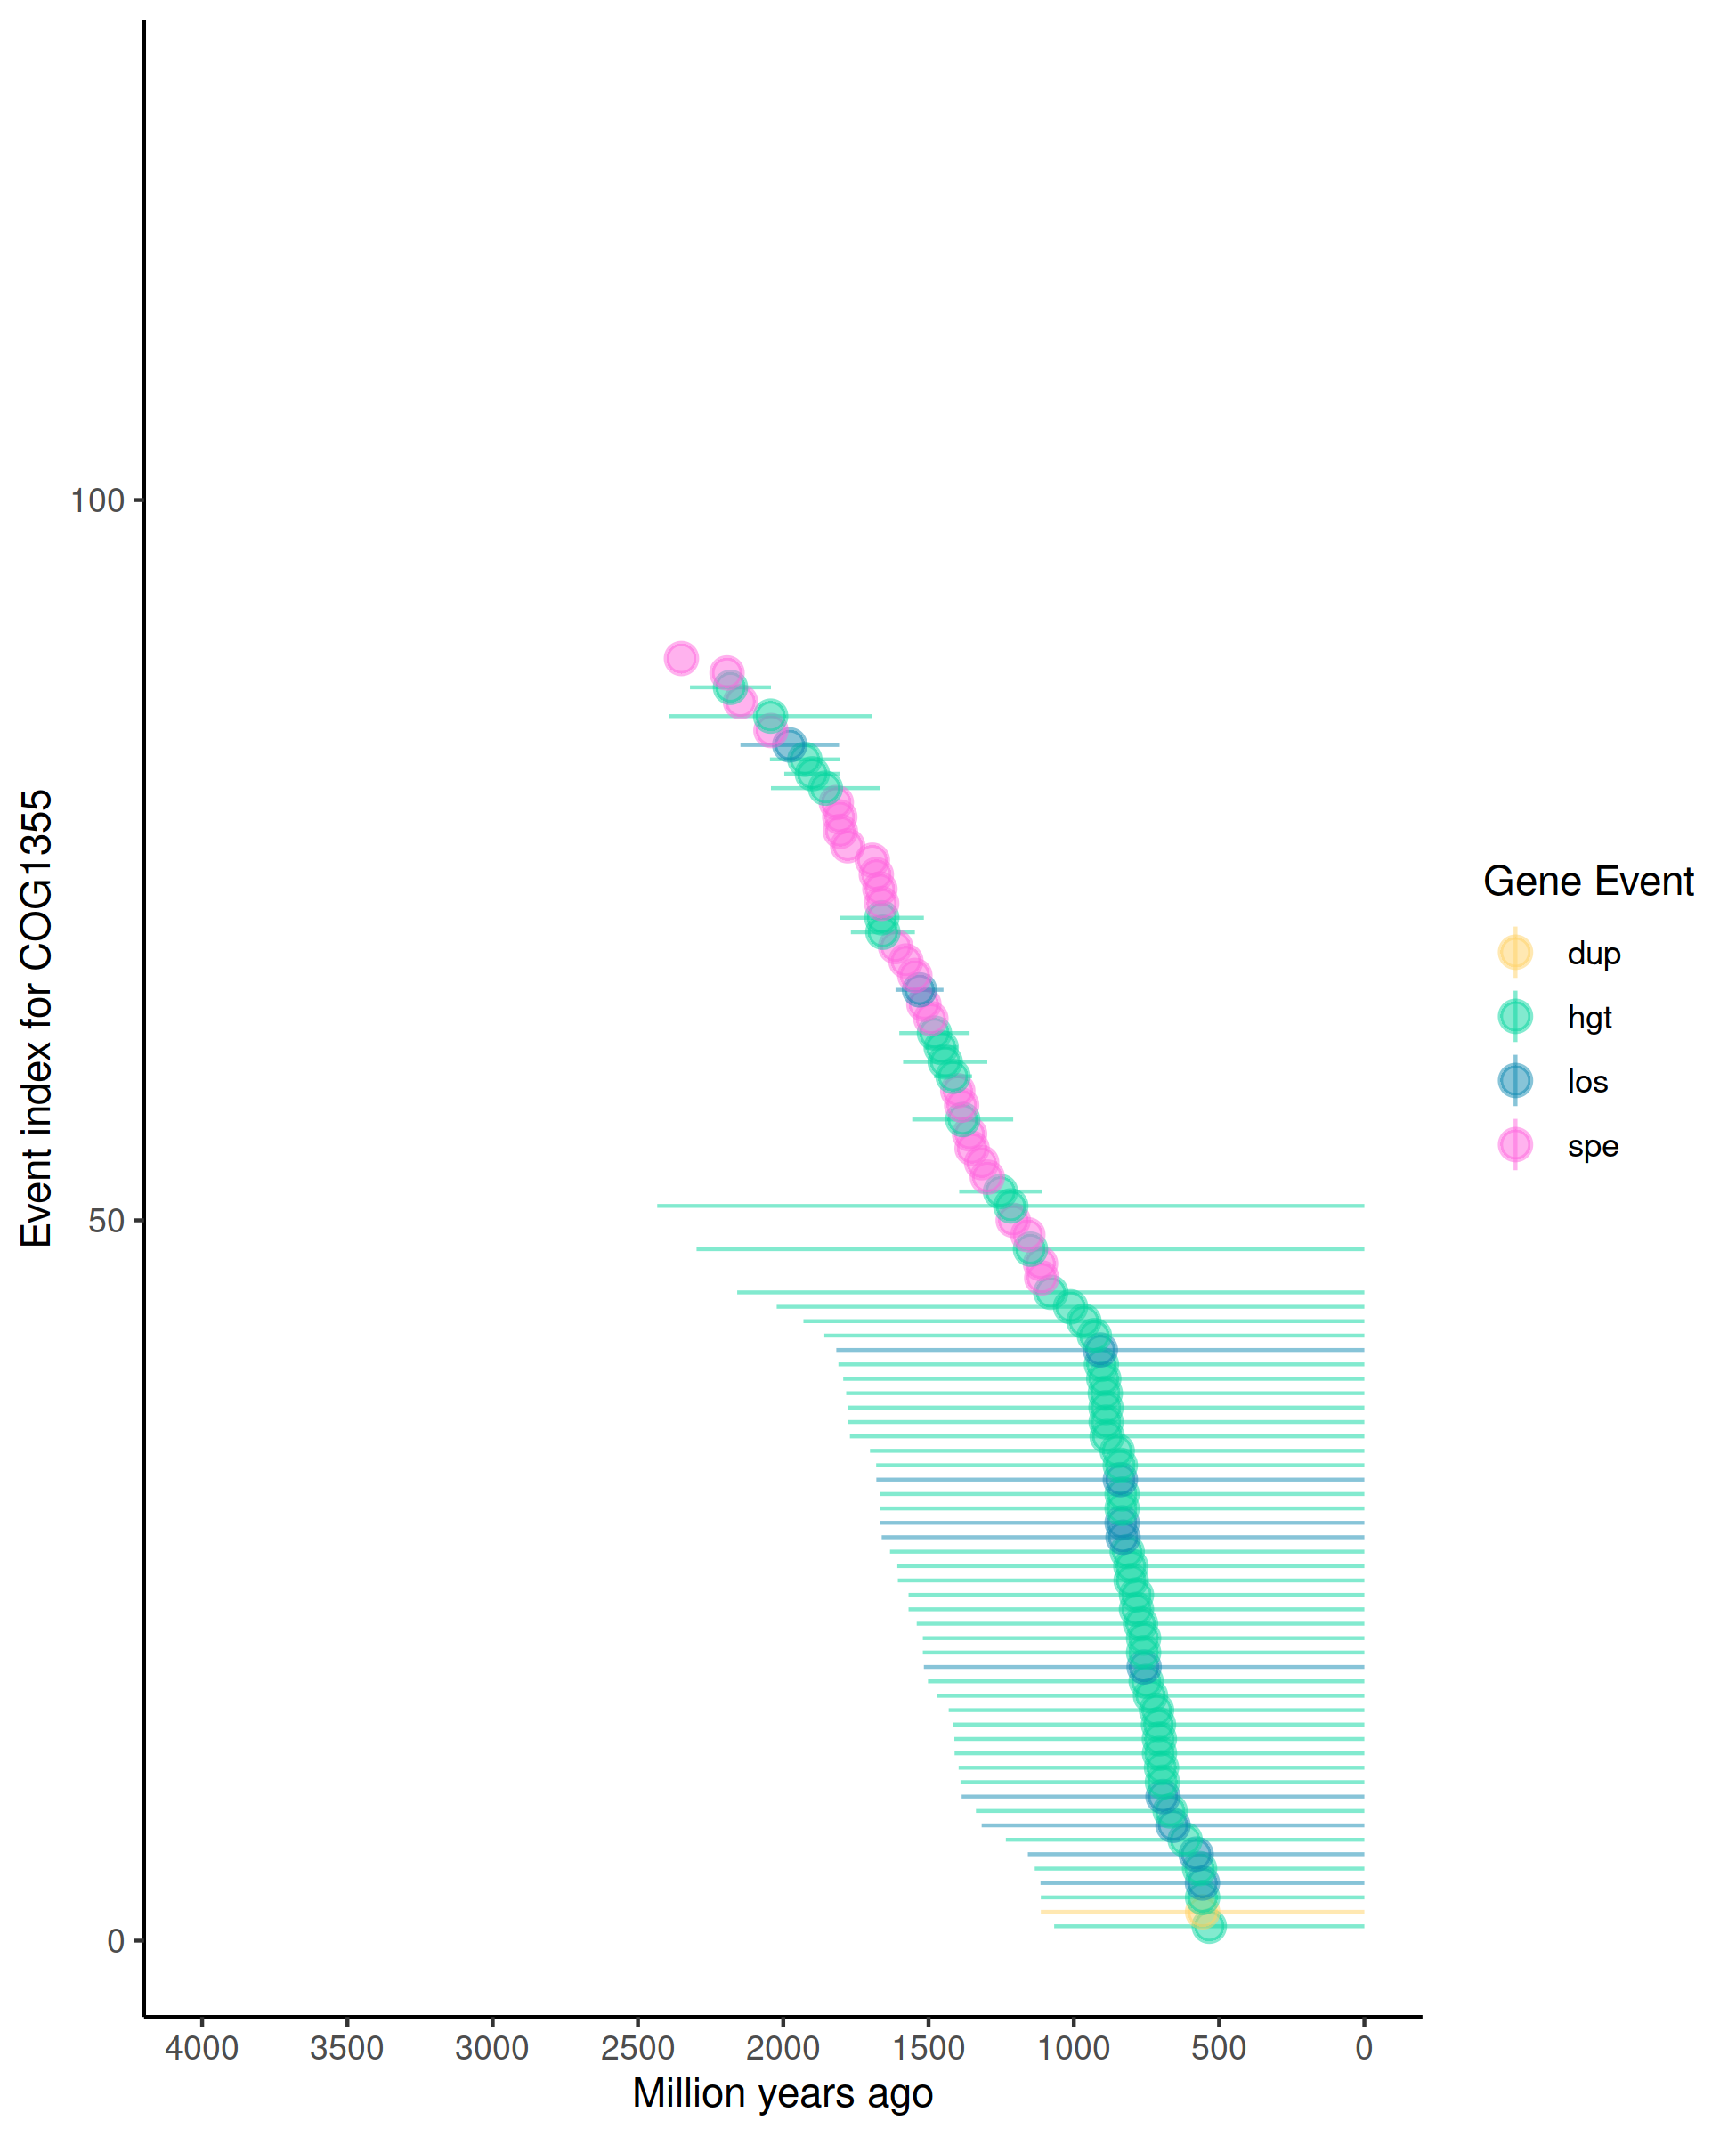 Event index for COG1355
100
50
0
4000 3500 3000 2500 2000 1500 1000 500 0
Million years ago
Gene Event
dup
hgt
los
spe